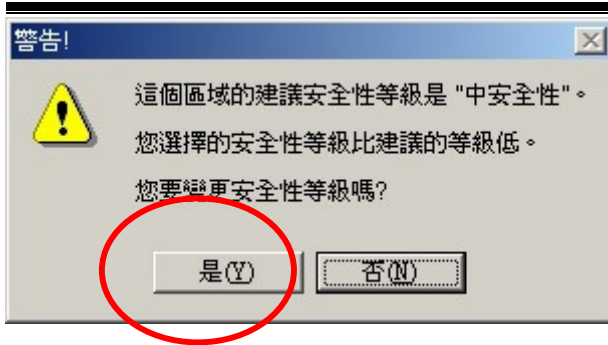 警告!
這個區域的建議安全性等級是 "中安全性"。
您選擇的安全性等級比建議的等級低。
您要變更安全性等級嗎?
是(Y)
否(N)